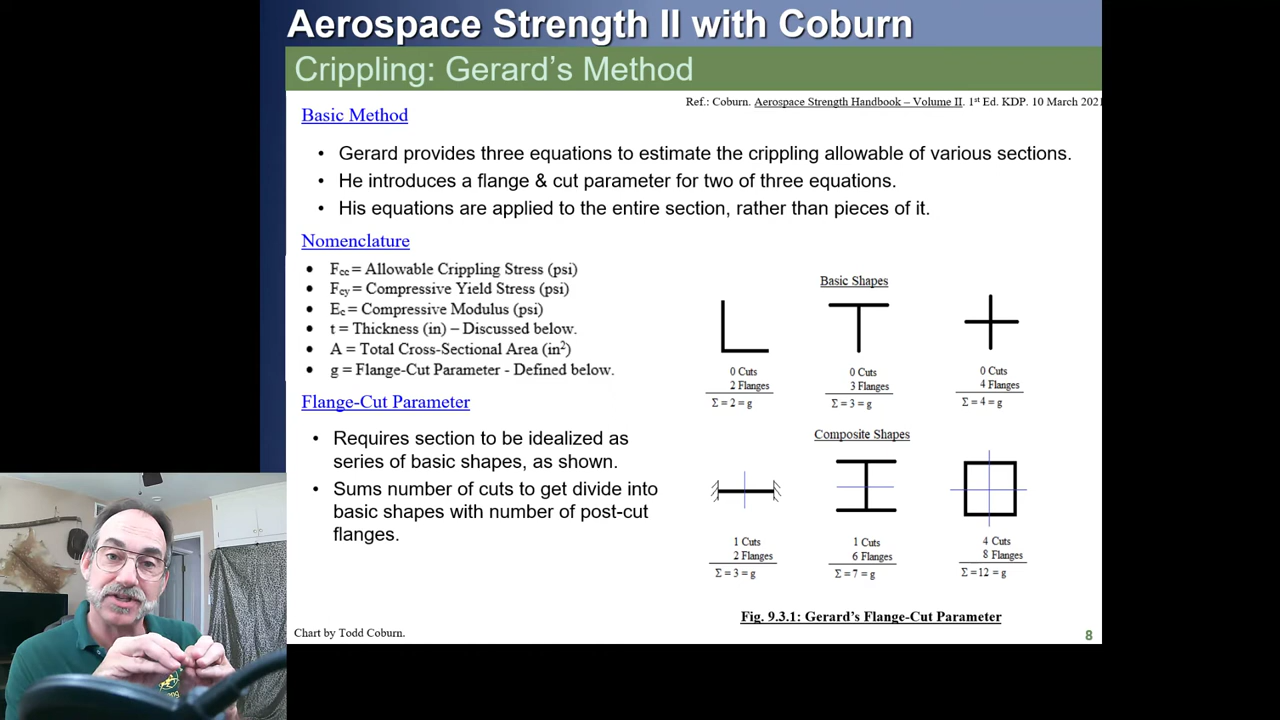 Aerospace Strength II with Coburn
Crippling: Gerard's Method
Ref.: Coburn. Aerospace Strength Handbook – Volume II. 1st Ed. KDP. 10 March 2021
Basic Method
• Gerard provides three equations to estimate the crippling allowable of various sections.
• He introduces a flange & cut parameter for two of three equations.
• His equations are applied to the entire section, rather than pieces of it.
Nomenclature
• Fcc = Allowable Crippling Stress (psi)
• Fcy = Compressive Yield Stress (psi)
• Ec = Compressive Modulus (psi)
• t = Thickness (in) – Discussed below.
• A = Total Cross-Sectional Area (in2)
• g = Flange-Cut Parameter - Defined below.
Flange-Cut Parameter
• Requires section to be idealized as
series of basic shapes, as shown.
• Sums number of cuts to get divide into
basic shapes with number of post-cut
flanges.
Basic Shapes
0 Cuts
2 Flanges
Σ = 2 = g
0 Cuts
3 Flanges
Σ = 3 = g
0 Cuts
4 Flanges
Σ = 4 = g
Composite Shapes
1 Cuts
2 Flanges
Σ = 3 = g
1 Cuts
6 Flanges
Σ = 7 = g
4 Cuts
8 Flanges
Σ =12 = g
Fig. 9.3.1: Gerard's Flange-Cut Parameter
Chart by Todd Coburn.
8